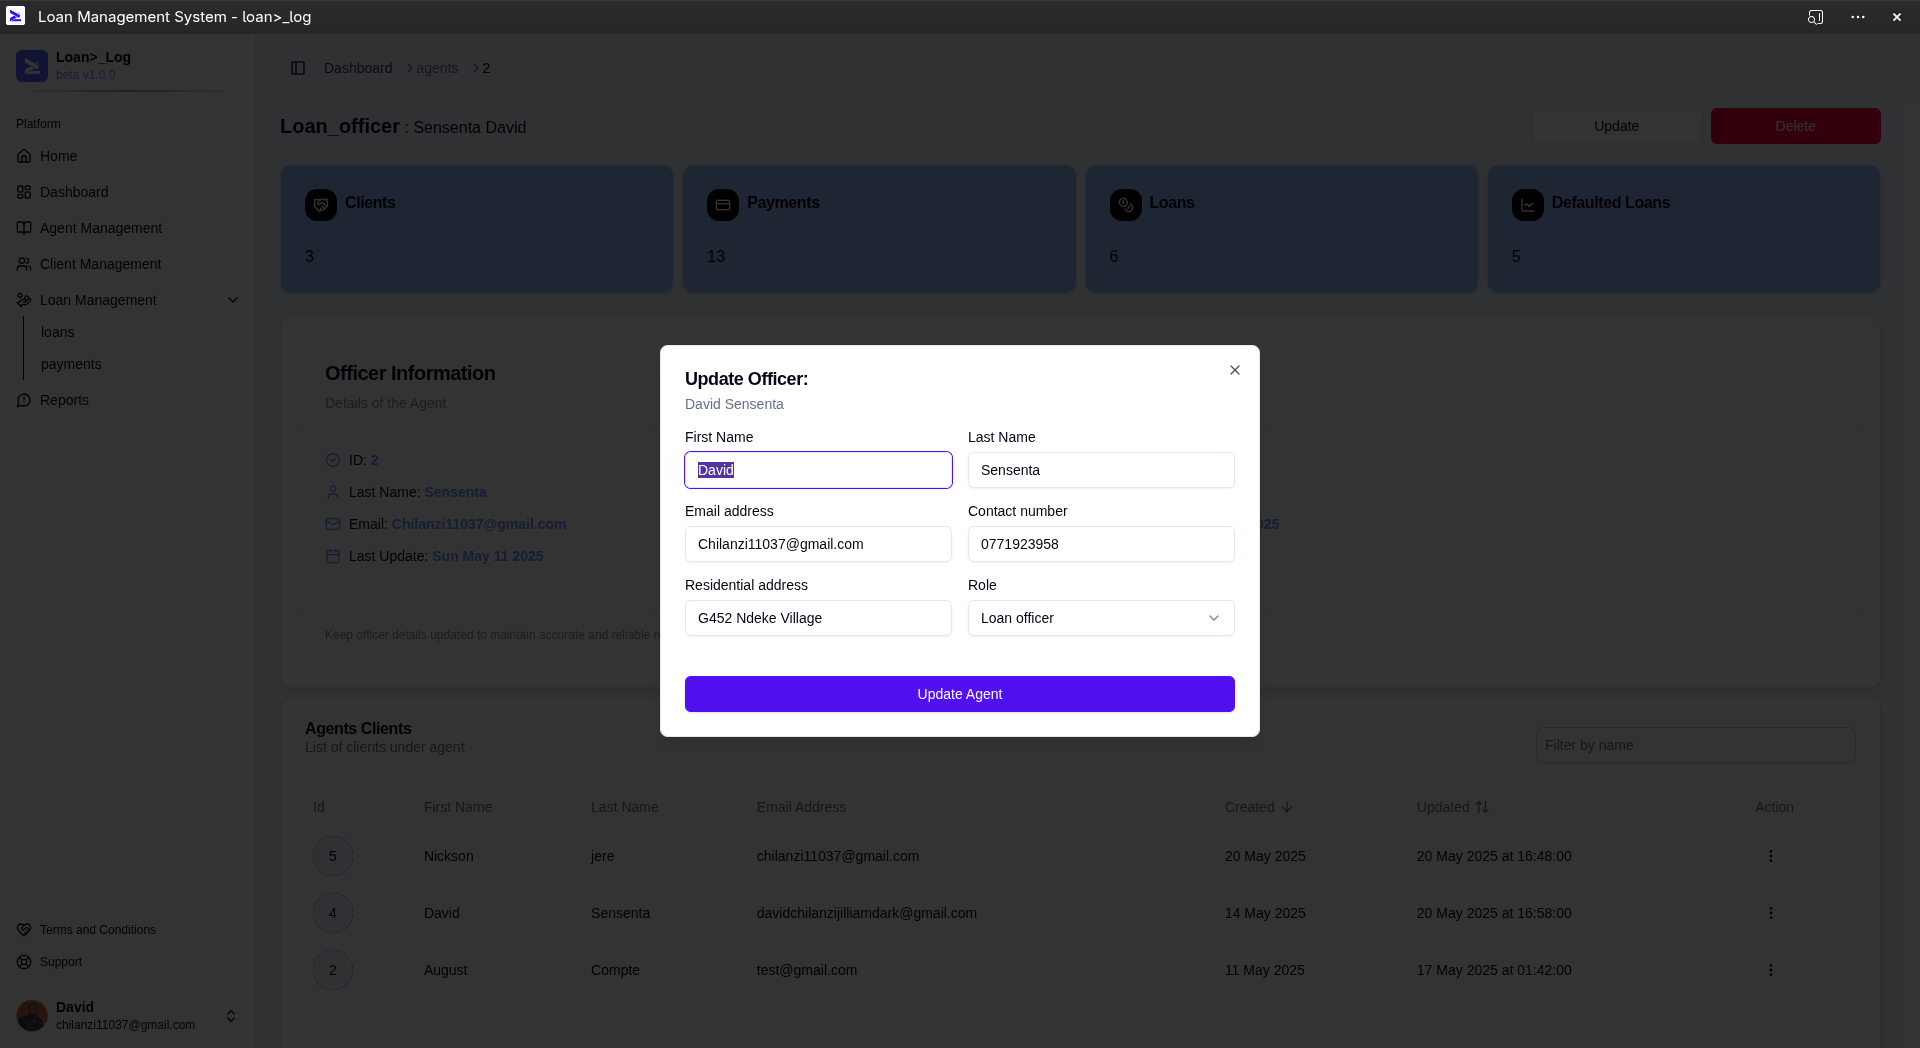 Loan Management System - loan>_log
Loan>_Log
beta v1.0.0
Platform
Home
Dashboard
Agent Management
Client Management
Loan Management
loans
payments
Reports
Terms and Conditions
Support
David
chilanzi11037@gmail.com
Dashboard > agents > 2
Loan_officer : Sensenta David
Update
Delete
Clients
3
Payments
13
Loans
6
Defaulted Loans
5
Officer Information
Details of the Agent
ID: 2
Last Name: Sensenta
Email: Chilanzi11037@gmail.com
025
Last Update: Sun May 11 2025
Keep officer details updated to maintain accurate and reliable
Update Officer:
David Sensenta
First Name
Last Name
David
Sensenta
Email address
Contact number
Chilanzi11037@gmail.com
0771923958
Residential address
Role
G452 Ndeke Village
Loan officer
Update Agent
Agents Clients
List of clients under agent
Filter by name
Id First Name Last Name Email Address Created Updated Action
5 Nickson jere chilanzi11037@gmail.com 20 May 2025 20 May 2025 at 16:48:00
4 David Sensenta davidchilanzijilliamdark@gmail.com 14 May 2025 20 May 2025 at 16:58:00
2 August Compte test@gmail.com 11 May 2025 17 May 2025 at 01:42:00